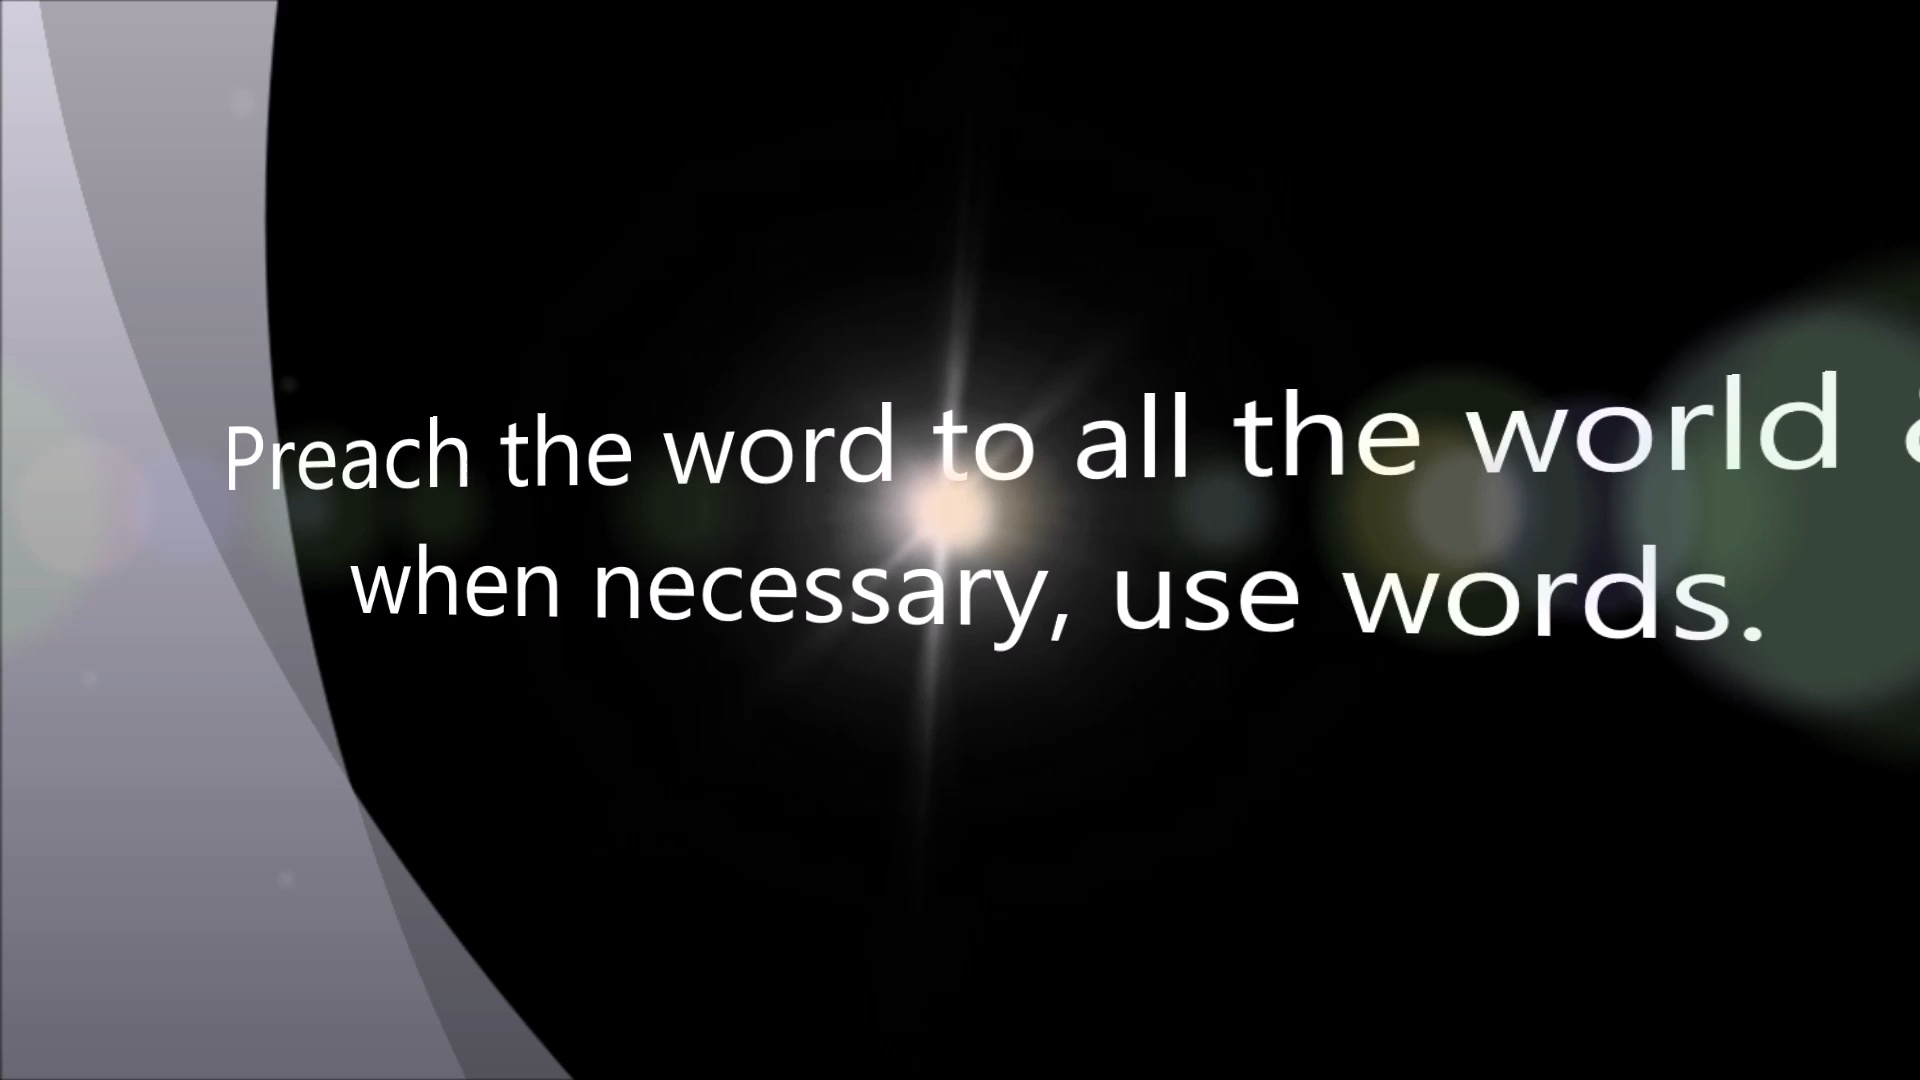 Preach the word to all the world
when necessary, use words.